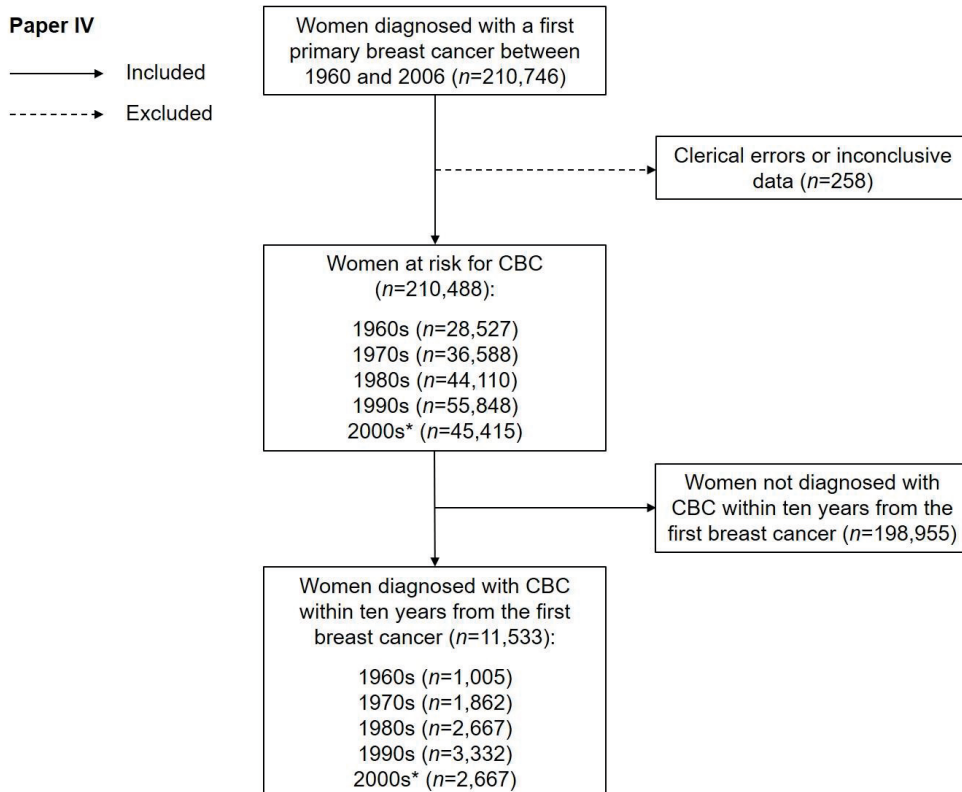 Paper IV
Included
Excluded
Women diagnosed with a first
primary breast cancer between
1960 and 2006 (n=210,746)
Clerical errors or inconclusive
data (n=258)
Women at risk for CBC
(n=210,488):
1960s (n=28,527)
1970s (n=36,588)
1980s (n=44,110)
1990s (n=55,848)
2000s* (n=45,415)
Women not diagnosed with
CBC within ten years from the
first breast cancer (n=198,955)
Women diagnosed with CBC
within ten years from the first
breast cancer (n=11,533):
1960s (n=1,005)
1970s (n=1,862)
1980s (n=2,667)
1990s (n=3,332)
2000s* (n=2,667)